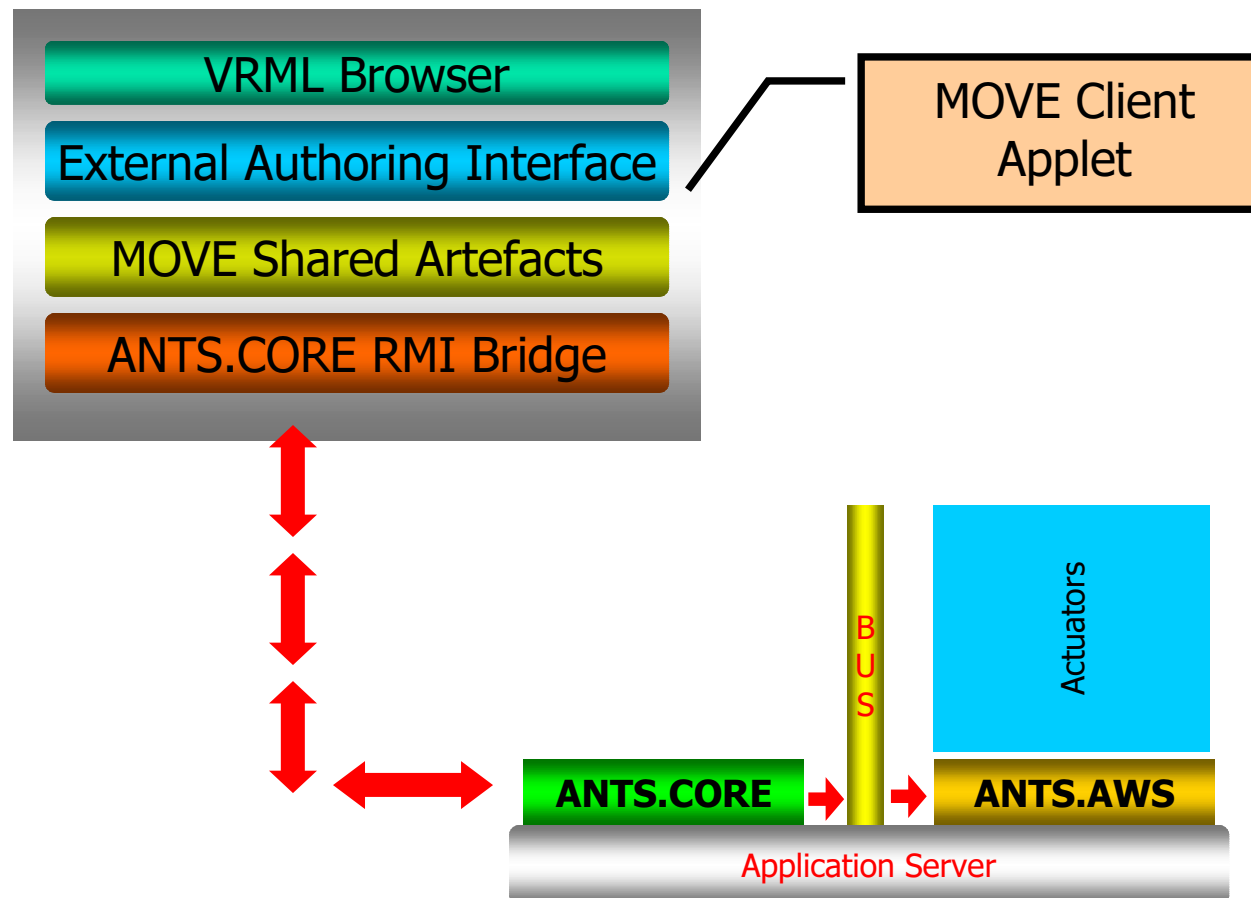 VRML Browser
External Authoring Interface
MOVE Shared Artefacts
ANTS.CORE RMI Bridge
MOVE Client
Applet
B
U
S
Actuators
ANTS.CORE
ANTS.AWS
Application Server